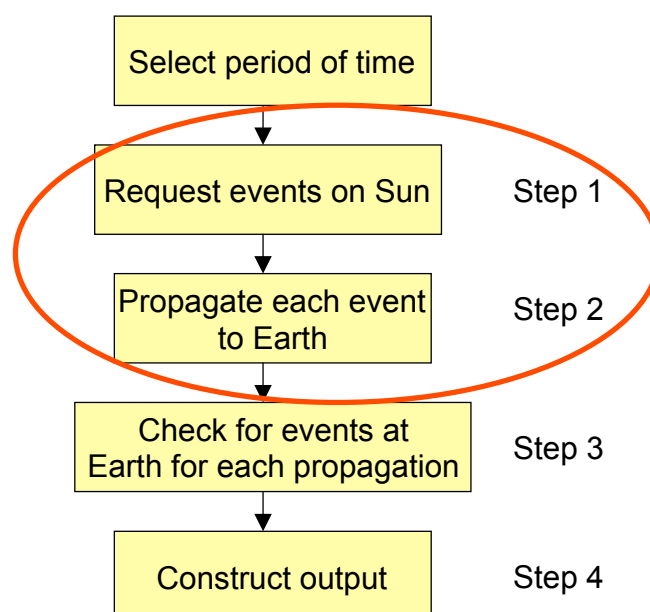 Select period of time
Request events on Sun
Step 1
Propagate each event
to Earth
Step 2
Check for events at
Earth for each propagation
Step 3
Construct output
Step 4